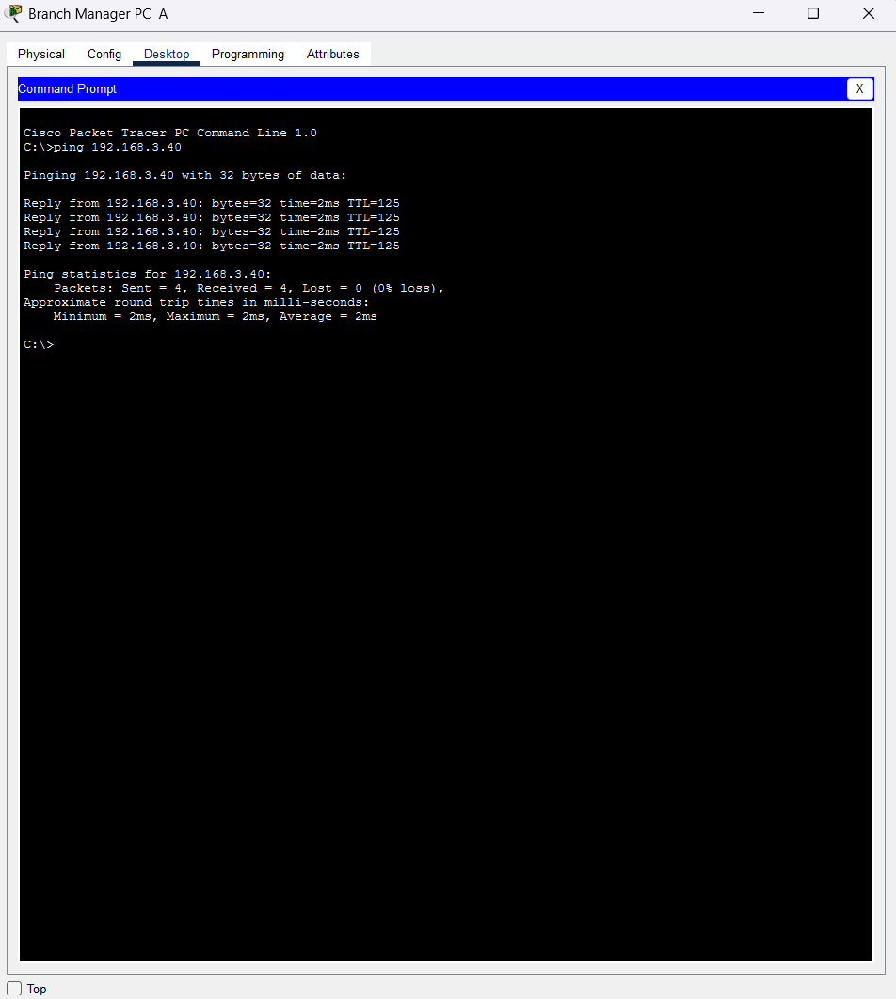 Branch Manager PC  A
Physical Config Desktop Programming Attributes
Command Prompt
X
Cisco Packet Tracer PC Command Line 1.0
C:\>ping 192.168.3.40
Pinging 192.168.3.40 with 32 bytes of data:
Reply from 192.168.3.40: bytes=32 time=2ms TTL=125
Reply from 192.168.3.40: bytes=32 time=2ms TTL=125
Reply from 192.168.3.40: bytes=32 time=2ms TTL=125
Reply from 192.168.3.40: bytes=32 time=2ms TTL=125
Ping statistics for 192.168.3.40:
    Packets: Sent = 4, Received = 4, Lost = 0 (0% loss),
Approximate round trip times in milli-seconds:
    Minimum = 2ms, Maximum = 2ms, Average = 2ms
C:\>
Top